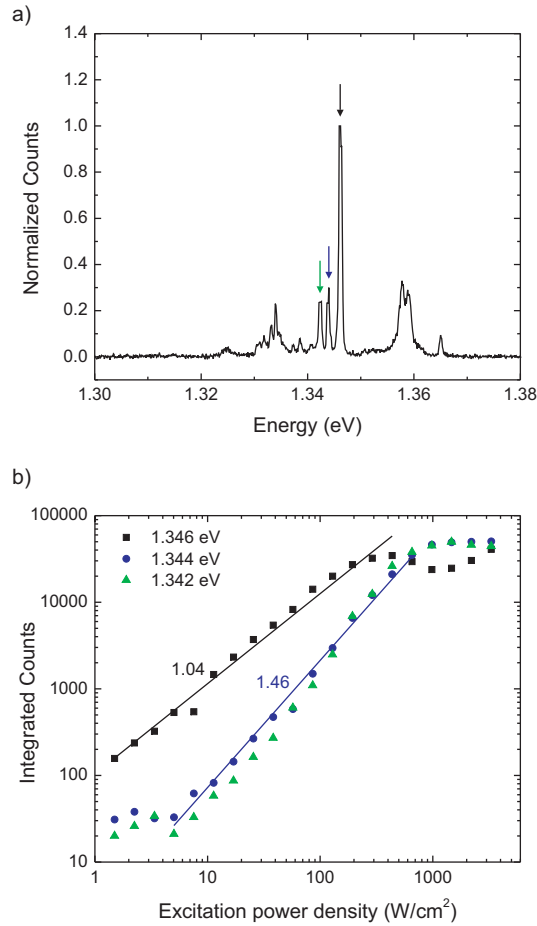 a)
1.4
1.2
1.0
0.8
0.6
0.4
0.2
0.0
Normalized Counts
1.30 1.32 1.34 1.36 1.38
Energy (eV)
b)
100000
10000
1000
100
10
Integrated Counts
1.346 eV
1.344 eV
1.342 eV
1.04
1.46
1 10 100 1000
Excitation power density (W/cm²)